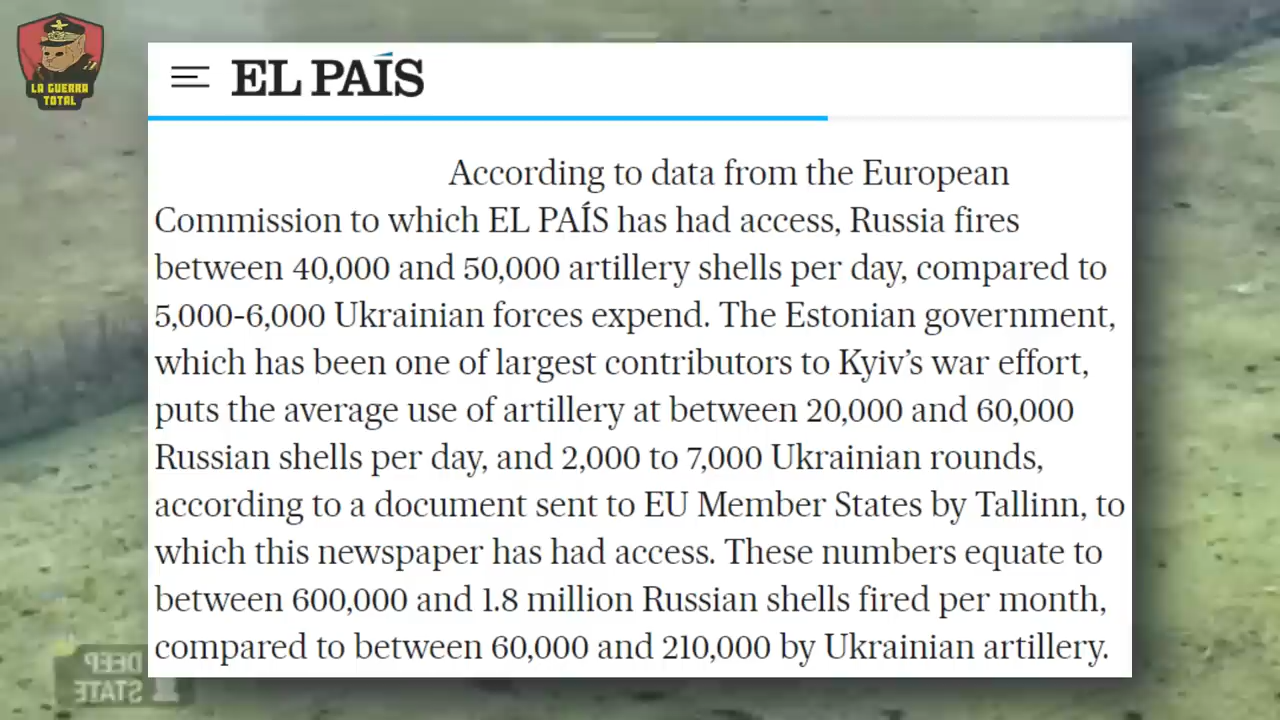 LA GUERRA
TOTAL
EL PAÍS
According to data from the European
Commission to which EL PAÍS has had access, Russia fires
between 40,000 and 50,000 artillery shells per day, compared to
5,000-6,000 Ukrainian forces expend. The Estonian government,
which has been one of largest contributors to Kyiv’s war effort,
puts the average use of artillery at between 20,000 and 60,000
Russian shells per day, and 2,000 to 7,000 Ukrainian rounds,
according to a document sent to EU Member States by Tallinn, to
which this newspaper has had access. These numbers equate to
between 600,000 and 1.8 million Russian shells fired per month,
compared to between 60,000 and 210,000 by Ukrainian artillery.
DEEP
STATE